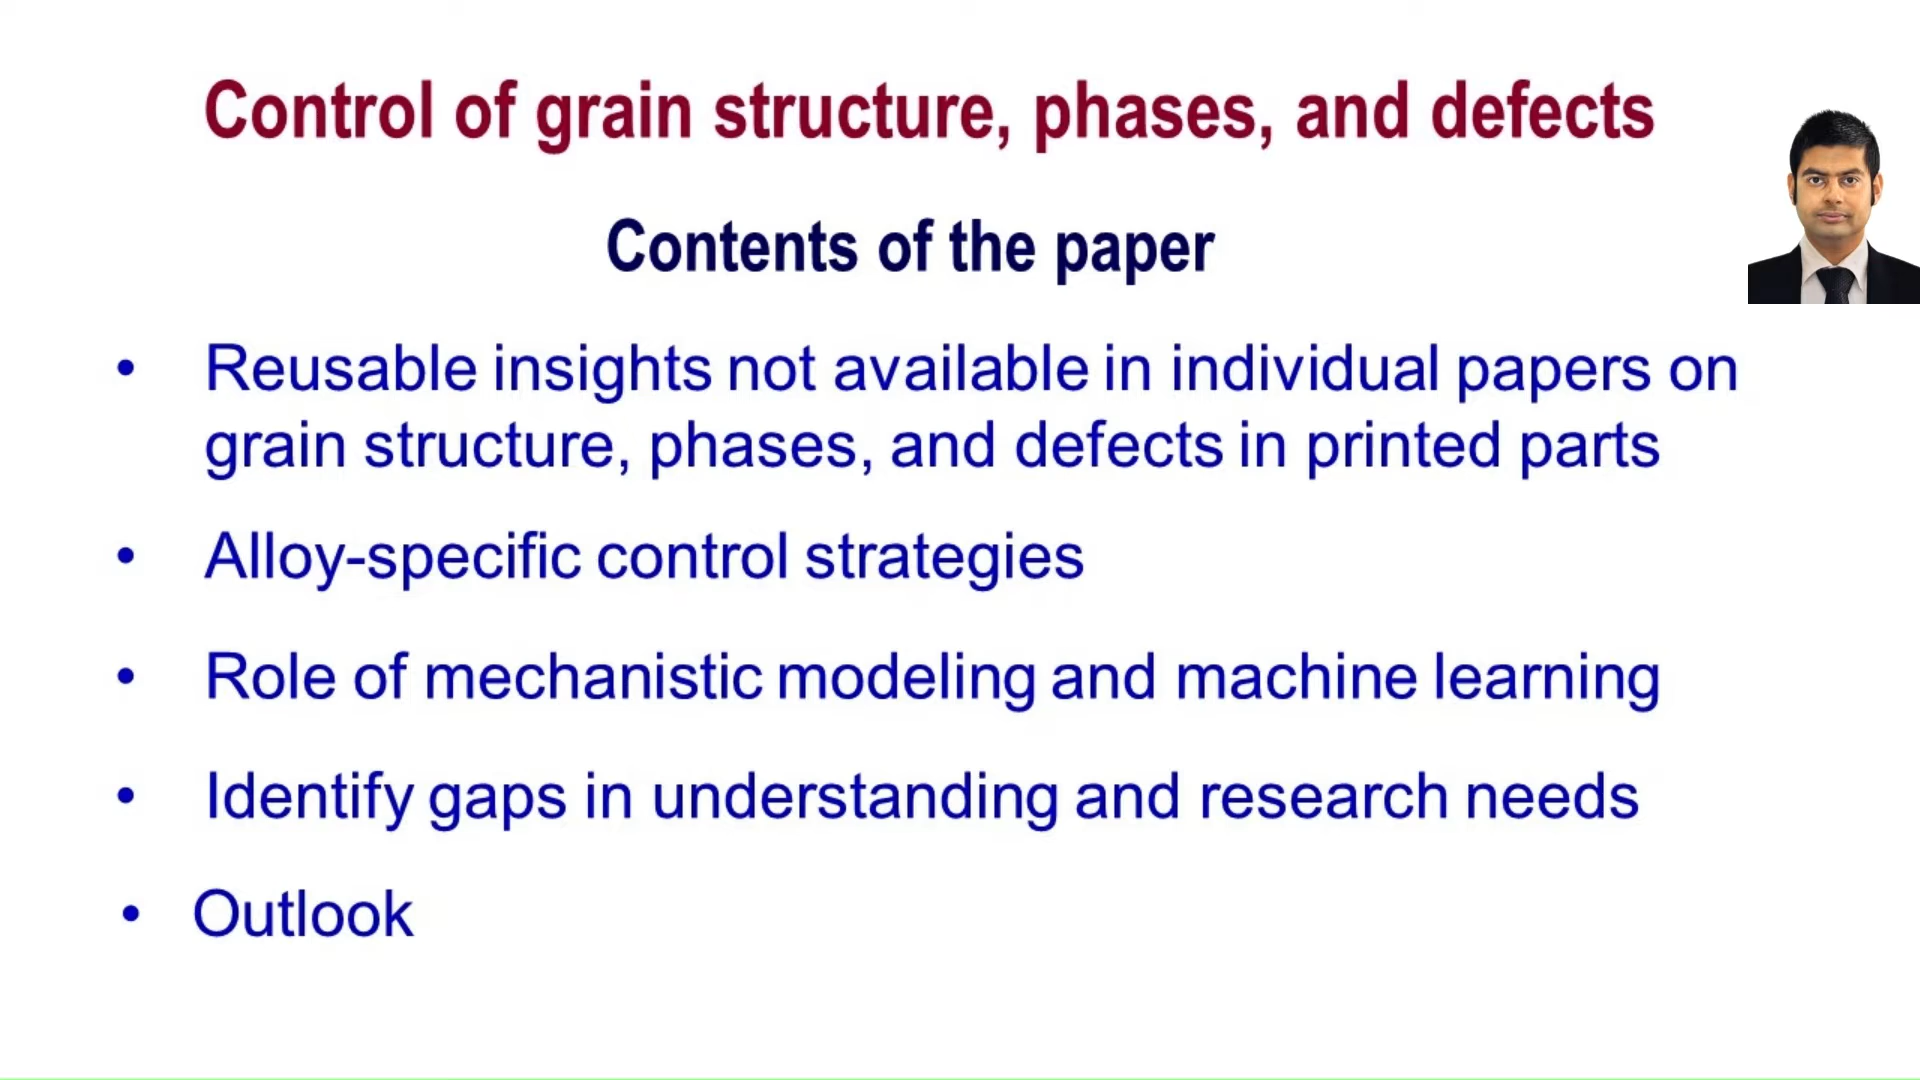 Control of grain structure, phases, and defects
Contents of the paper
• Reusable insights not available in individual papers on
grain structure, phases, and defects in printed parts
• Alloy-specific control strategies
• Role of mechanistic modeling and machine learning
• Identify gaps in understanding and research needs
• Outlook